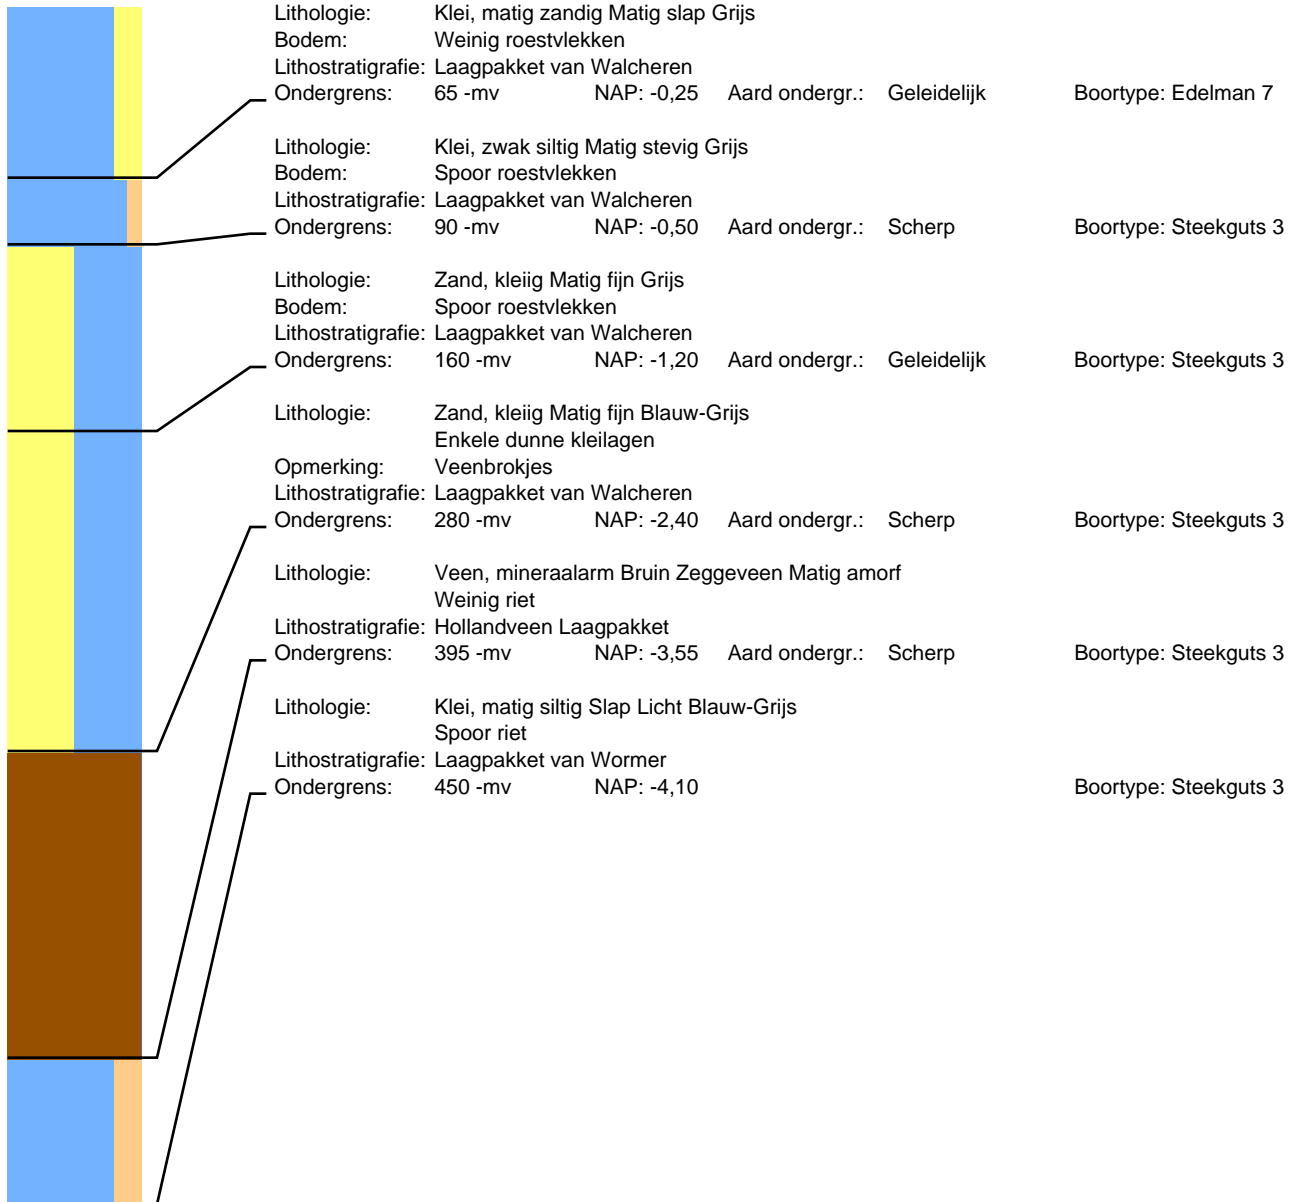 Lithologie: Klei, matig zandig Matig slap Grijs
Bodem: Weinig roestvlekken
Lithostratigrafie: Laagpakket van Walcheren
Ondergrens: 65 -mv NAP: -0,25 Aard ondergr.: Geleidelijk Boortype: Edelman 7
Lithologie: Klei, zwak siltig Matig stevig Grijs
Bodem: Spoor roestvlekken
Lithostratigrafie: Laagpakket van Walcheren
Ondergrens: 90 -mv NAP: -0,50 Aard ondergr.: Scherp Boortype: Steekguts 3
Lithologie: Zand, kleiig Matig fijn Grijs
Bodem: Spoor roestvlekken
Lithostratigrafie: Laagpakket van Walcheren
Ondergrens: 160 -mv NAP: -1,20 Aard ondergr.: Geleidelijk Boortype: Steekguts 3
Lithologie: Zand, kleiig Matig fijn Blauw-Grijs
Enkele dunne kleilagen
Opmerking: Veenbrokjes
Lithostratigrafie: Laagpakket van Walcheren
Ondergrens: 280 -mv NAP: -2,40 Aard ondergr.: Scherp Boortype: Steekguts 3
Lithologie: Veen, mineraalarm Bruin Zeggeveen Matig amorf
Weinig riet
Lithostratigrafie: Hollandveen Laagpakket
Ondergrens: 395 -mv NAP: -3,55 Aard ondergr.: Scherp Boortype: Steekguts 3
Lithologie: Klei, matig siltig Slap Licht Blauw-Grijs
Spoor riet
Lithostratigrafie: Laagpakket van Wormer
Ondergrens: 450 -mv NAP: -4,10 Boortype: Steekguts 3